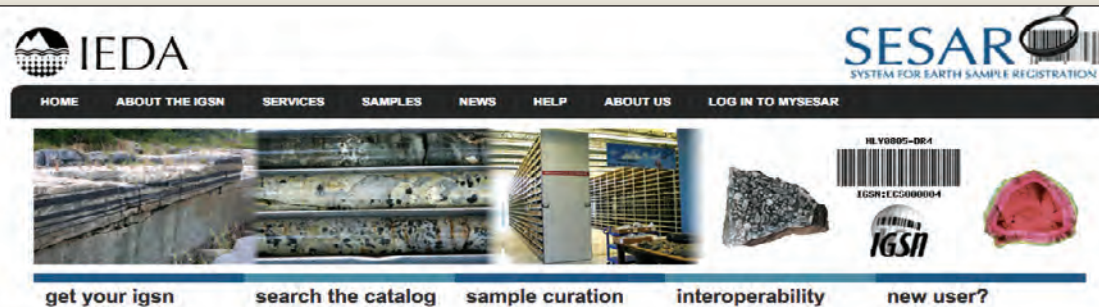 IEDA
SESAR
SYSTEM FOR EARTH SAMPLE REGISTRATION
HOME ABOUT THE IGSN SERVICES SAMPLES NEWS HELP ABOUT US LOG IN TO MYSESAR
HLY0805-DR4
IGSN:ECS000004
IGSN
get your igsn search the catalog sample curation interoperability new user?